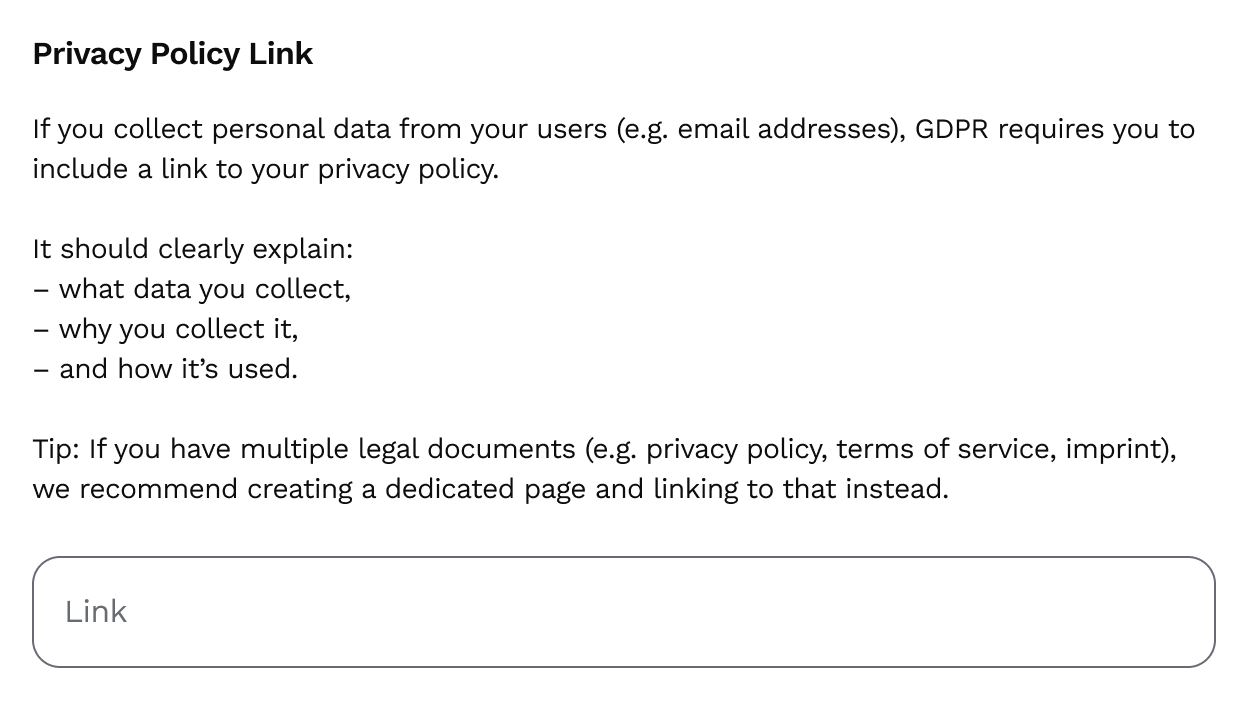 Privacy Policy Link
If you collect personal data from your users (e.g. email addresses), GDPR requires you to
include a link to your privacy policy.
It should clearly explain:
– what data you collect,
– why you collect it,
– and how it’s used.
Tip: If you have multiple legal documents (e.g. privacy policy, terms of service, imprint),
we recommend creating a dedicated page and linking to that instead.
Link